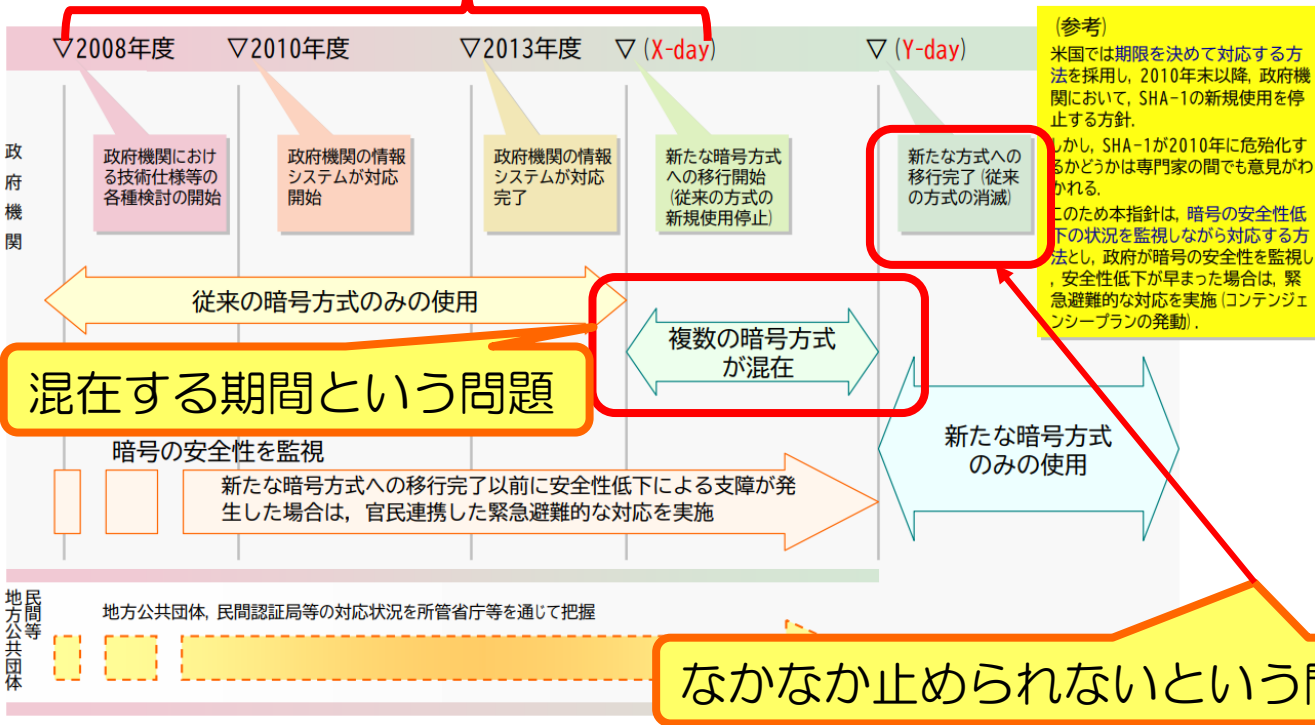 ▽2008年度 ▽2010年度 ▽2013年度 ▽(X-day) ▽(Y-day)
政府機関
政府機関におけ
る技術仕様等の
各種検討の開始
政府機関の情報
システムが対応
開始
政府機関の情報
システムが対応
完了
新たな暗号方式
への移行開始
(従来の方式の
新規使用停止)
新たな方式への
移行完了(従来
の方式の消滅)
(参考)
米国では期限を決めて対応する方
法を採用し, 2010年末以降, 政府機
関において, SHA-1の新規使用を停
止する方針.
しかし, SHA-1が2010年に危殆化す
るかどうかは専門家の間でも意見がわ
かれる.
このため本指針は, 暗号の安全性低
下の状況を監視しながら対応する方
法とし, 政府が暗号の安全性を監視し
, 安全性低下が早まった場合は, 緊
急避難的な対応を実施(コンテンジェ
ンシープランの発動).
従来の暗号方式のみの使用
複数の暗号方式
が混在
混在する期間という問題
新たな暗号方式
のみの使用
暗号の安全性を監視
新たな暗号方式への移行完了以前に安全性低下による支障が発
生した場合は, 官民連携した緊急避難的な対応を実施
民間等
地方公共団体
地方公共団体, 民間認証局等の対応状況を所管省庁等を通じて把握
なかなか止められないという